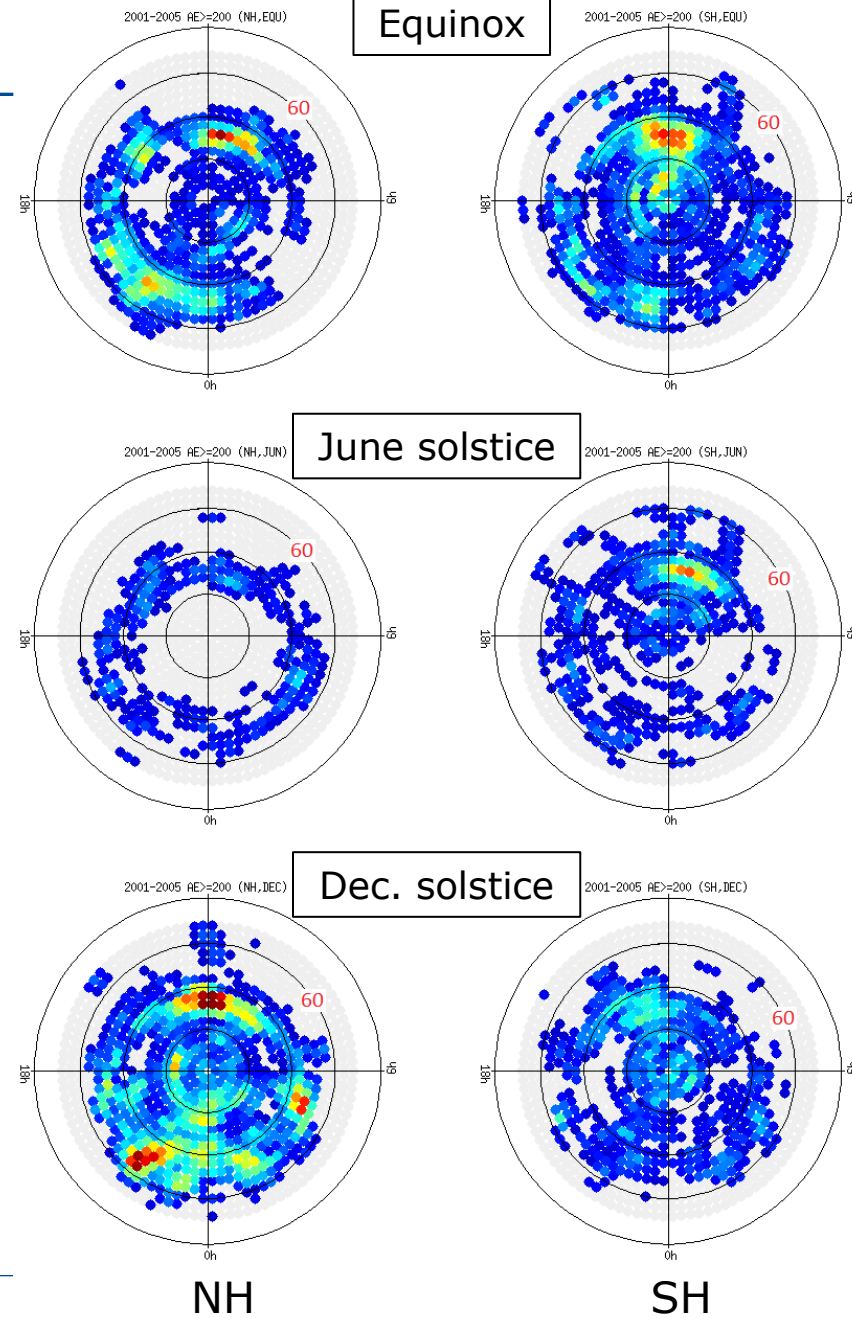 Equinox
2001-2005 AE>=200 (NH,EQU)
60
18h
6h
0h
2001-2005 AE>=200 (SH,EQU)
60
18h
0h
June solstice
2001-2005 AE>=200 (NH,JUN)
60
18h
6h
0h
2001-2005 AE>=200 (SH,JUN)
60
18h
0h
Dec. solstice
2001-2005 AE>=200 (NH,DEC)
60
18h
6h
0h
2001-2005 AE>=200 (SH,DEC)
60
18h
0h
NH
SH